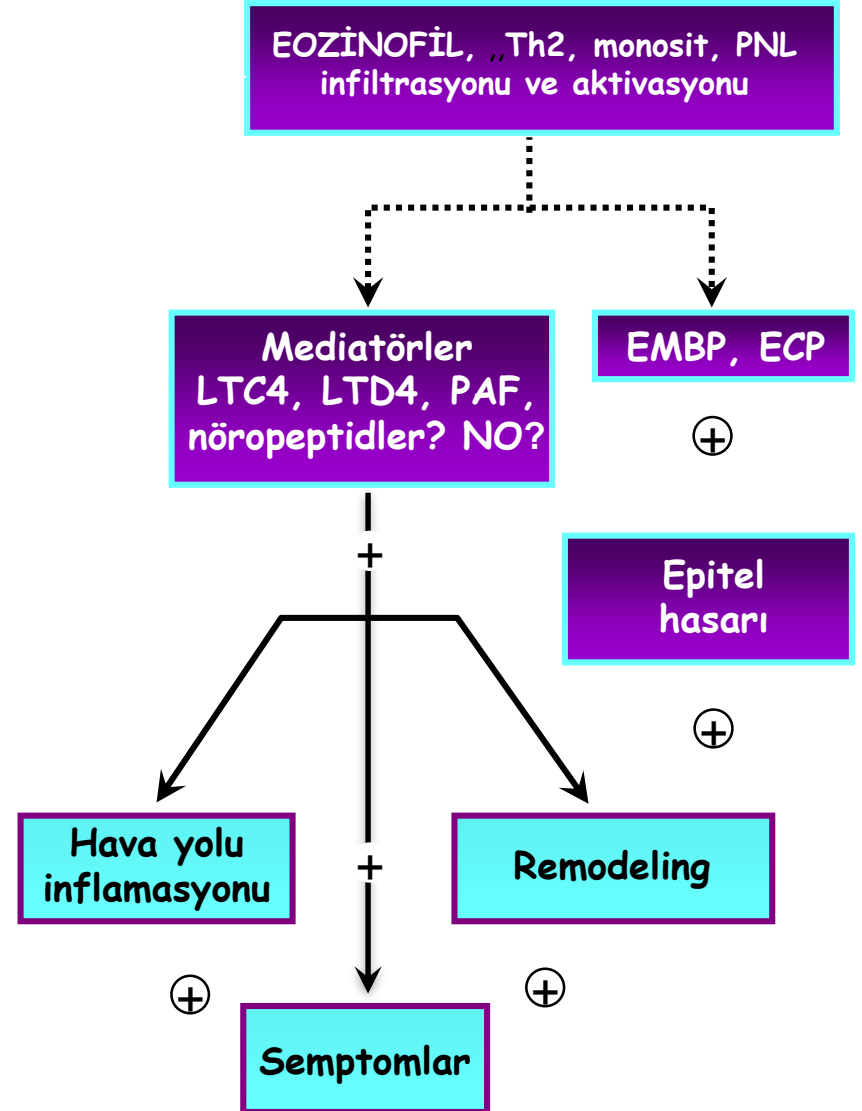 EOZİNOFİL, ,,Th2, monosit, PNL
infiltrasyonu ve aktivasyonu
Mediatörler
LTC4, LTD4, PAF,
nöropeptidler? NO?
EMBP, ECP
+
+
Epitel
hasarı
+
Hava yolu
inflamasyonu
+
Remodeling
+
+
Semptomlar